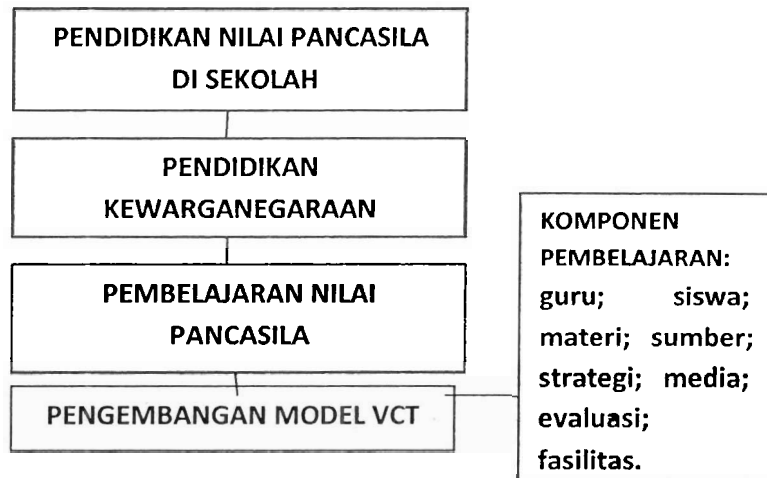 PENDIDIKAN NILAI PANCASILA
DI SEKOLAH
PENDIDIKAN
KEWARGANEGARAAN
PEMBELAJARAN NILAI
PANCASILA
PENGEMBANGAN MODEL VCT
KOMPONEN
PEMBELAJARAN:
guru; siswa;
materi; sumber;
strategi; media;
evaluasi;
fasilitas.